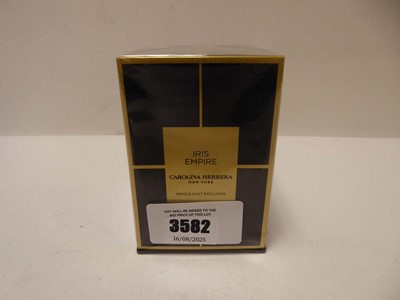 IRIS
EMPIRE
CAROLINA HERRERA
NEW YORK
MIDDLE EAST EXCLUSIVE
VAT WILL BE ADDED TO THE
BID PRICE OF THIS LOT
3582
16/08/2025